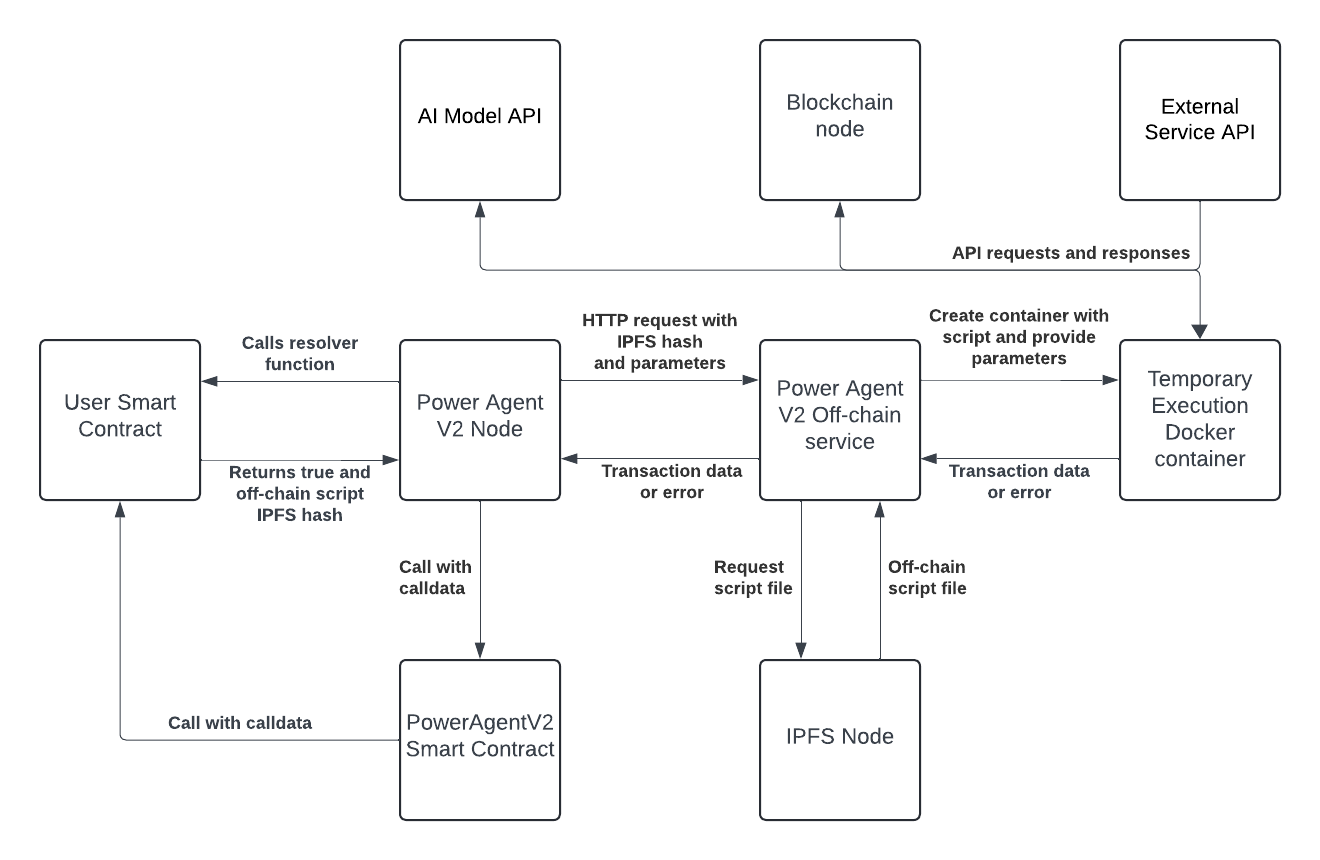 AI Model API
Blockchain
node
External
Service API
API requests and responses
Calls resolver
function
HTTP request with
IPFS hash
and parameters
Create container with
script and provide
parameters
User Smart
Contract
Power Agent
V2 Node
Power Agent
V2 Off-chain
service
Temporary
Execution
Docker
container
Returns true and
off-chain script
IPFS hash
Transaction data
or error
Transaction data
or error
Call with
calldata
Request
script file
Off-chain
script file
Call with calldata
PowerAgentV2
Smart Contract
IPFS Node